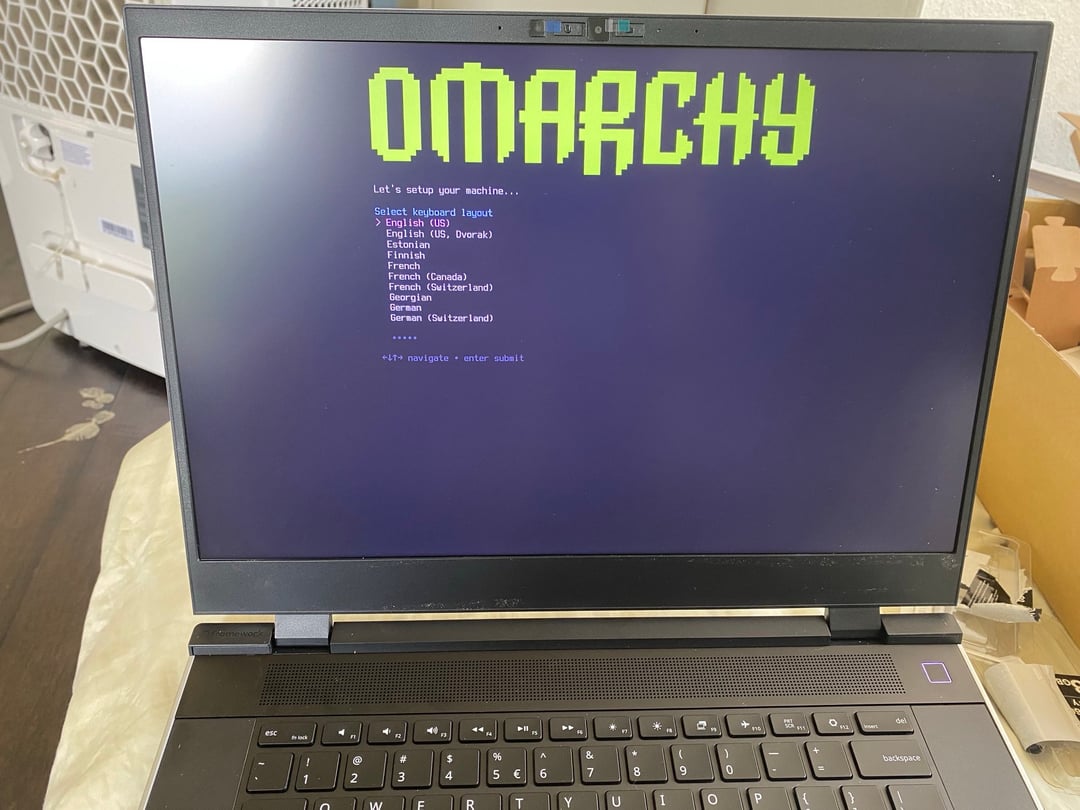 OMARCHY
Let's setup your machine...
Select keyboard layout
> English (US)
English (US, Dvorak)
Estonian
Finnish
French
French (Canada)
French (Switzerland)
Georgian
German
German (Switzerland)
•••••
←↓↑→ navigate • enter submit
framework
esc fn lock F1 F2 F3 F4 F5 F6 F7 F8 F9 F10 PRT SCR F11 F12 insert del
~ ! @ # $ % ^ & * ( ) — +
` 1 2 3 4 5 € 6 7 8 9 0 - = backspace
Q W E R T Y U I O P { } |